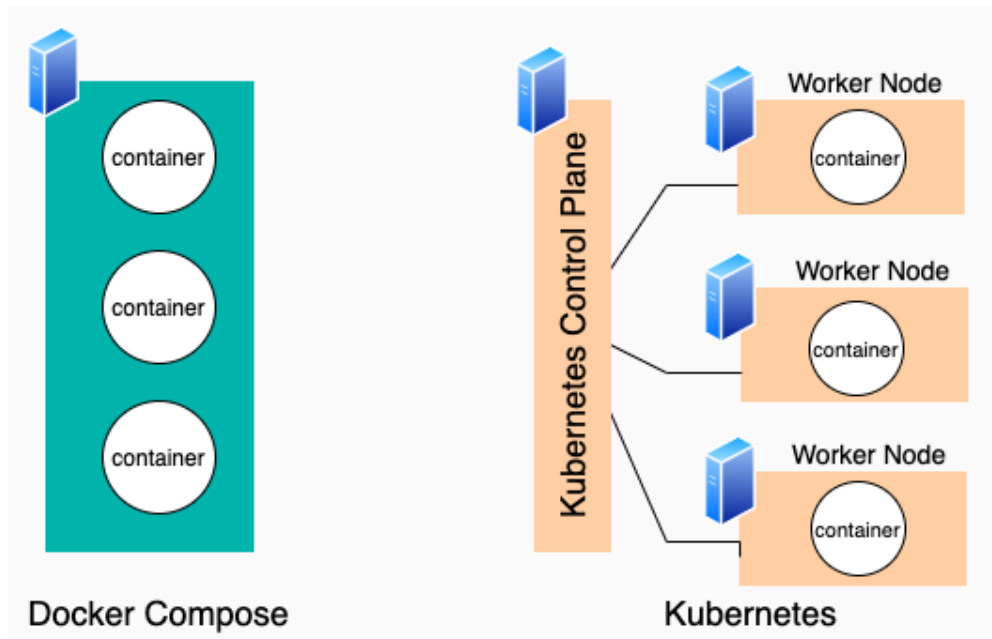 container
container
container
Docker Compose
Kubernetes Control Plane
Worker Node
container
Worker Node
container
Worker Node
container
Kubernetes